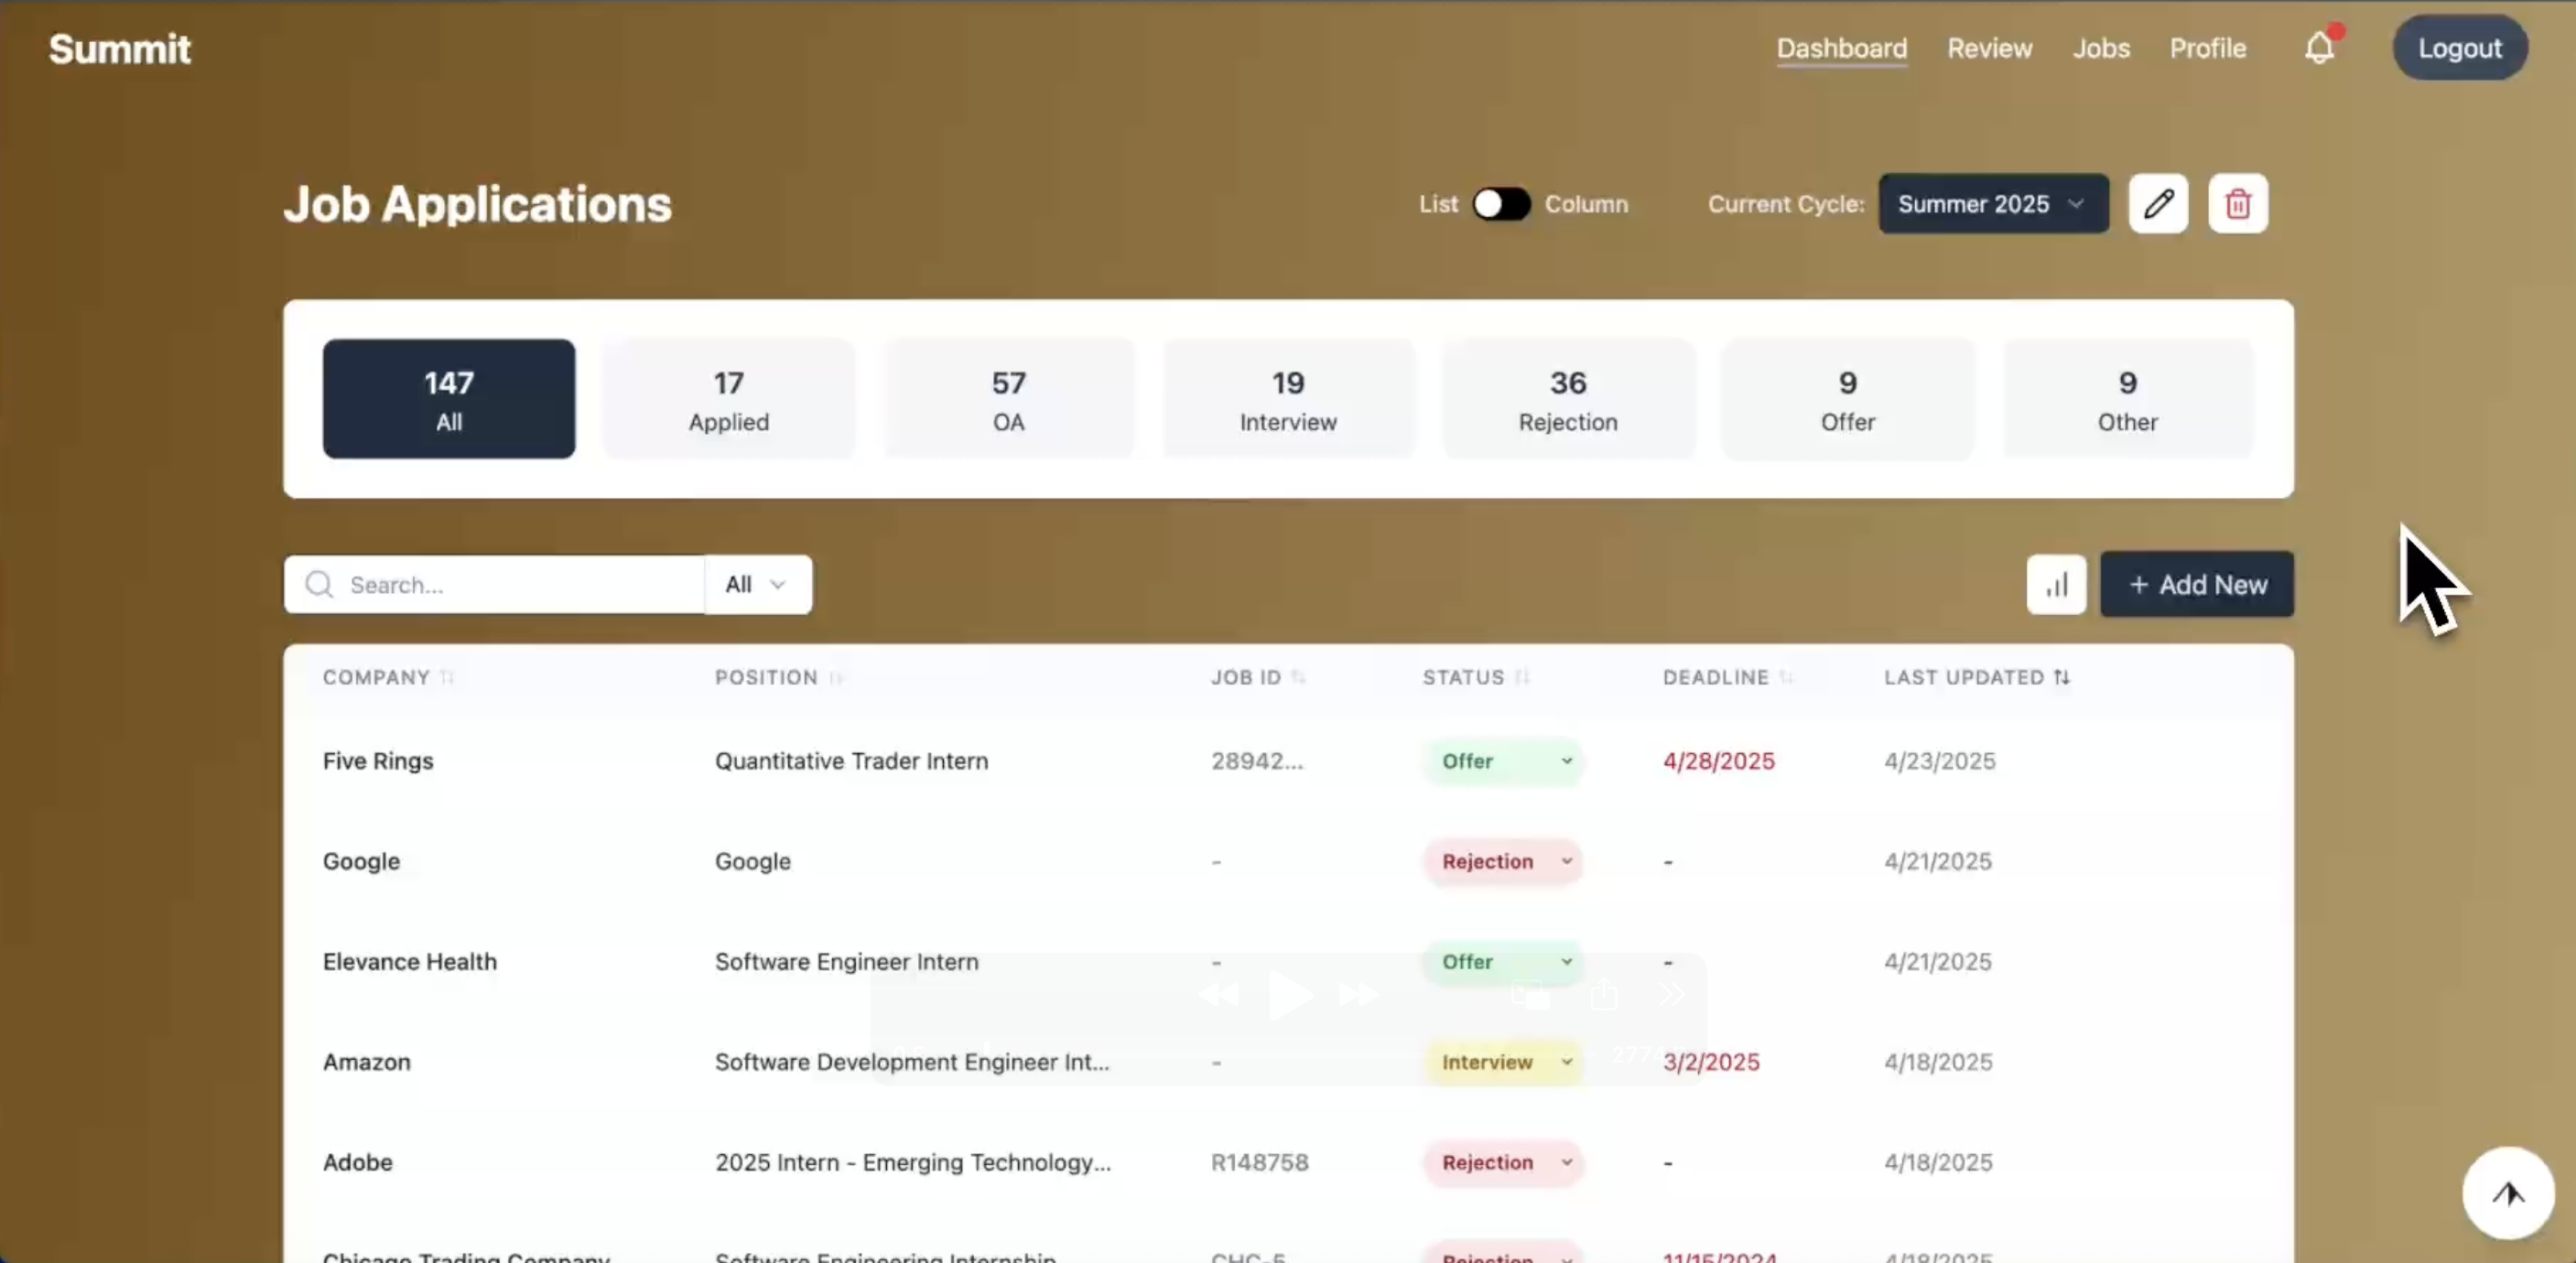 Summit
Dashboard Review Jobs Profile Logout
Job Applications
List Column Current Cycle: Summer 2025
147 17 57 19 36 9 9
All Applied OA Interview Rejection Offer Other
Search... All + Add New
COMPANY POSITION JOB ID STATUS DEADLINE LAST UPDATED
Five Rings Quantitative Trader Intern 28942... Offer 4/28/2025 4/23/2025
Google Google - Rejection - 4/21/2025
Elevance Health Software Engineer Intern - Offer - 4/21/2025
Amazon Software Development Engineer Int... - Interview 3/2/2025 4/18/2025
Adobe 2025 Intern - Emerging Technology... R148758 Rejection - 4/18/2025
Chicago Trading Company Software Engineering Internship Rejection 11/15/2024 4/18/2025